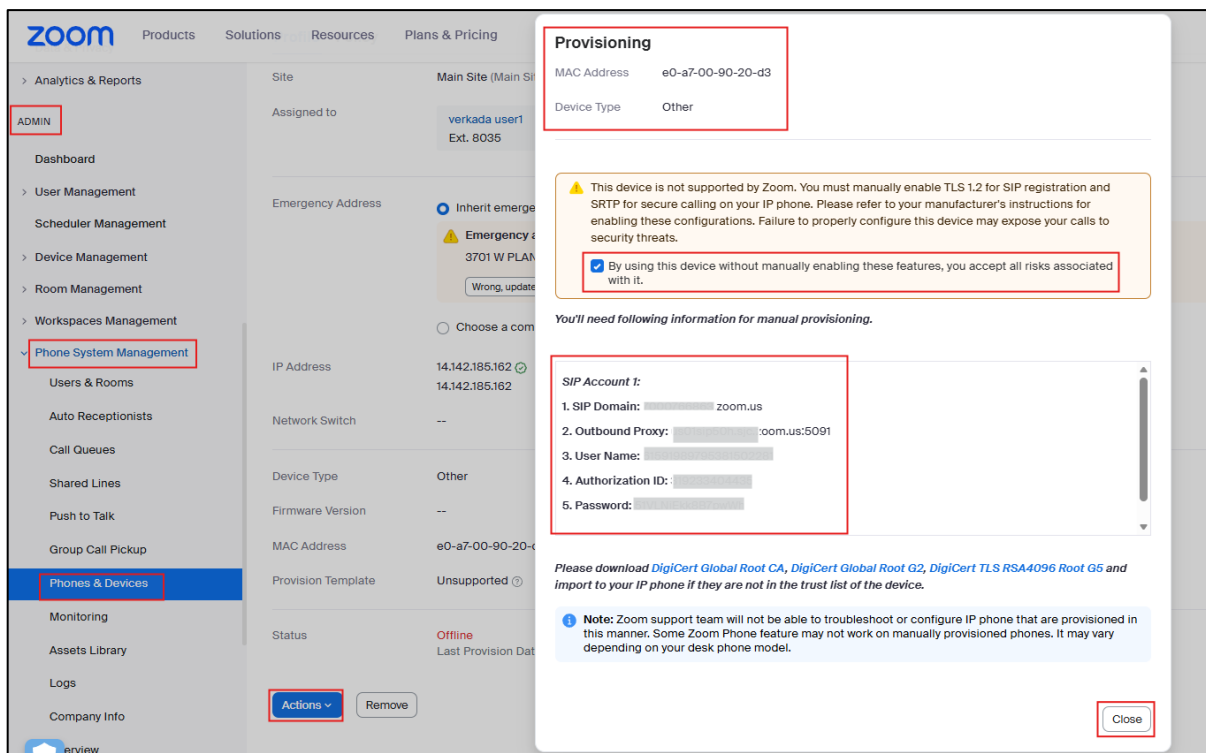 zoom Products Solutions Resources Plans & Pricing
Analytics & Reports
ADMIN
Dashboard
User Management
Scheduler Management
Device Management
Room Management
Workspaces Management
Phone System Management
Users & Rooms
Auto Receptionists
Call Queues
Shared Lines
Push to Talk
Group Call Pickup
Phones & Devices
Monitoring
Assets Library
Logs
Company Info
erview
Site Main Site (Main Si
Assigned to verkada user1
Ext. 8035
Emergency Address Inherit emerge
Emergency a
3701 W PLAN
Wrong, update
Choose a com
IP Address 14.142.185.162
14.142.185.162
Network Switch --
Device Type Other
Firmware Version --
MAC Address e0-a7-00-90-20-d
Provision Template Unsupported
Status Offline
Last Provision Dat
Actions Remove
Provisioning
MAC Address e0-a7-00-90-20-d3
Device Type Other
This device is not supported by Zoom. You must manually enable TLS 1.2 for SIP registration and
SRTP for secure calling on your IP phone. Please refer to your manufacturer's instructions for
enabling these configurations. Failure to properly configure this device may expose your calls to
security threats.
By using this device without manually enabling these features, you accept all risks associated
with it.
You'll need following information for manual provisioning.
SIP Account 1:
1. SIP Domain: zoom.us
2. Outbound Proxy: :oom.us:5091
3. User Name:
4. Authorization ID:
5. Password:
Please download DigiCert Global Root CA, DigiCert Global Root G2, DigiCert TLS RSA4096 Root G5 and
import to your IP phone if they are not in the trust list of the device.
Note: Zoom support team will not be able to troubleshoot or configure IP phone that are provisioned in
this manner. Some Zoom Phone feature may not work on manually provisioned phones. It may vary
depending on your desk phone model.
Close